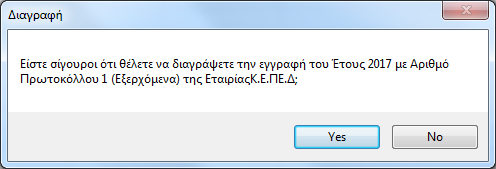 Διαγραφή
Είστε σίγουροι ότι θέλετε να διαγράψετε την εγγραφή του Έτους 2017 με Αριθμό
Πρωτοκόλλου 1 (Εξερχόμενα) της ΕταιρίαςΚ.Ε.ΠΕ.Δ;
Yes
No